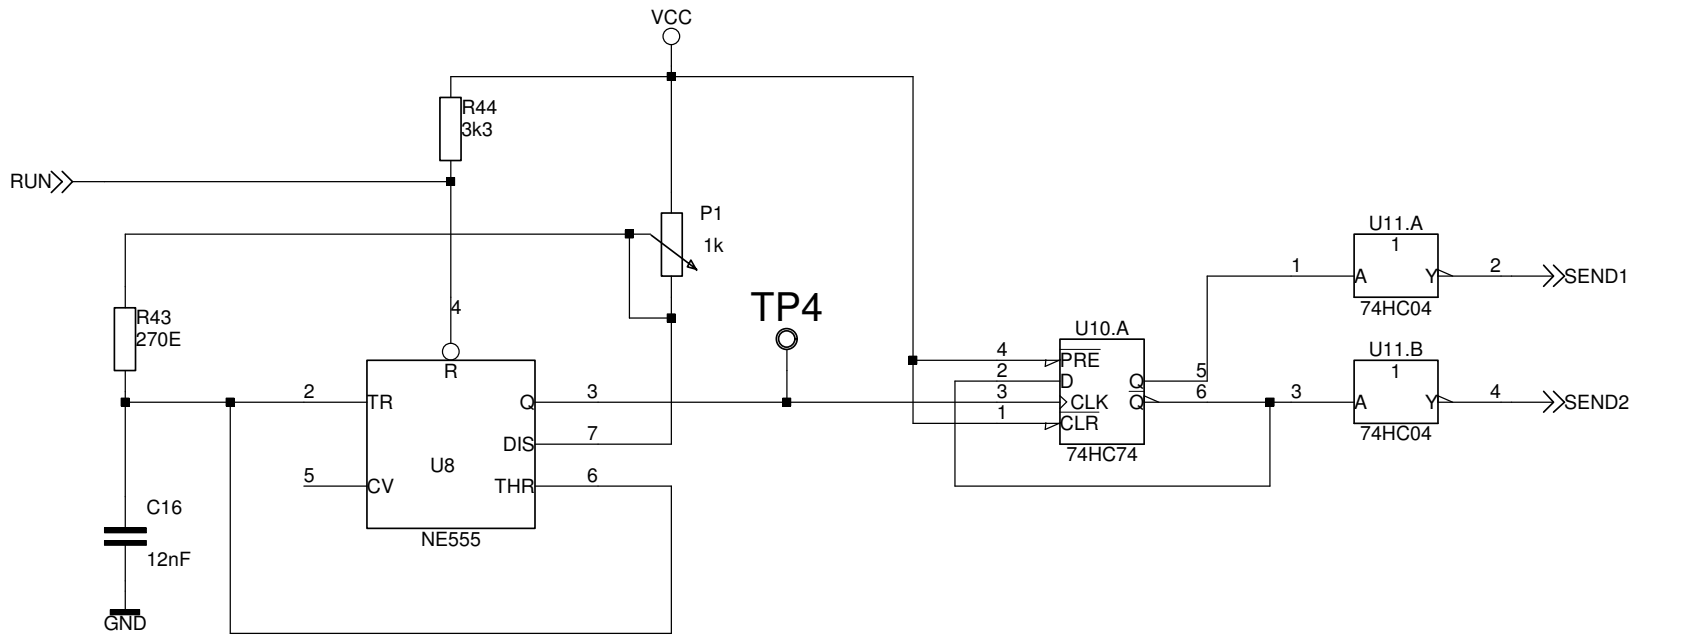 VCC
R44
3k3
RUN
P1
1k
4
R43
270E
TP4
R
2
TR
Q
3
DIS
7
U8
5
CV
THR
6
NE555
C16
12nF
GND
U10.A
4
PRE
2
D
Q
5
3
CLK
Q
6
1
CLR
74HC74
U11.A
1
1
A
Y
2
SEND1
74HC04
U11.B
1
3
A
Y
4
SEND2
74HC04